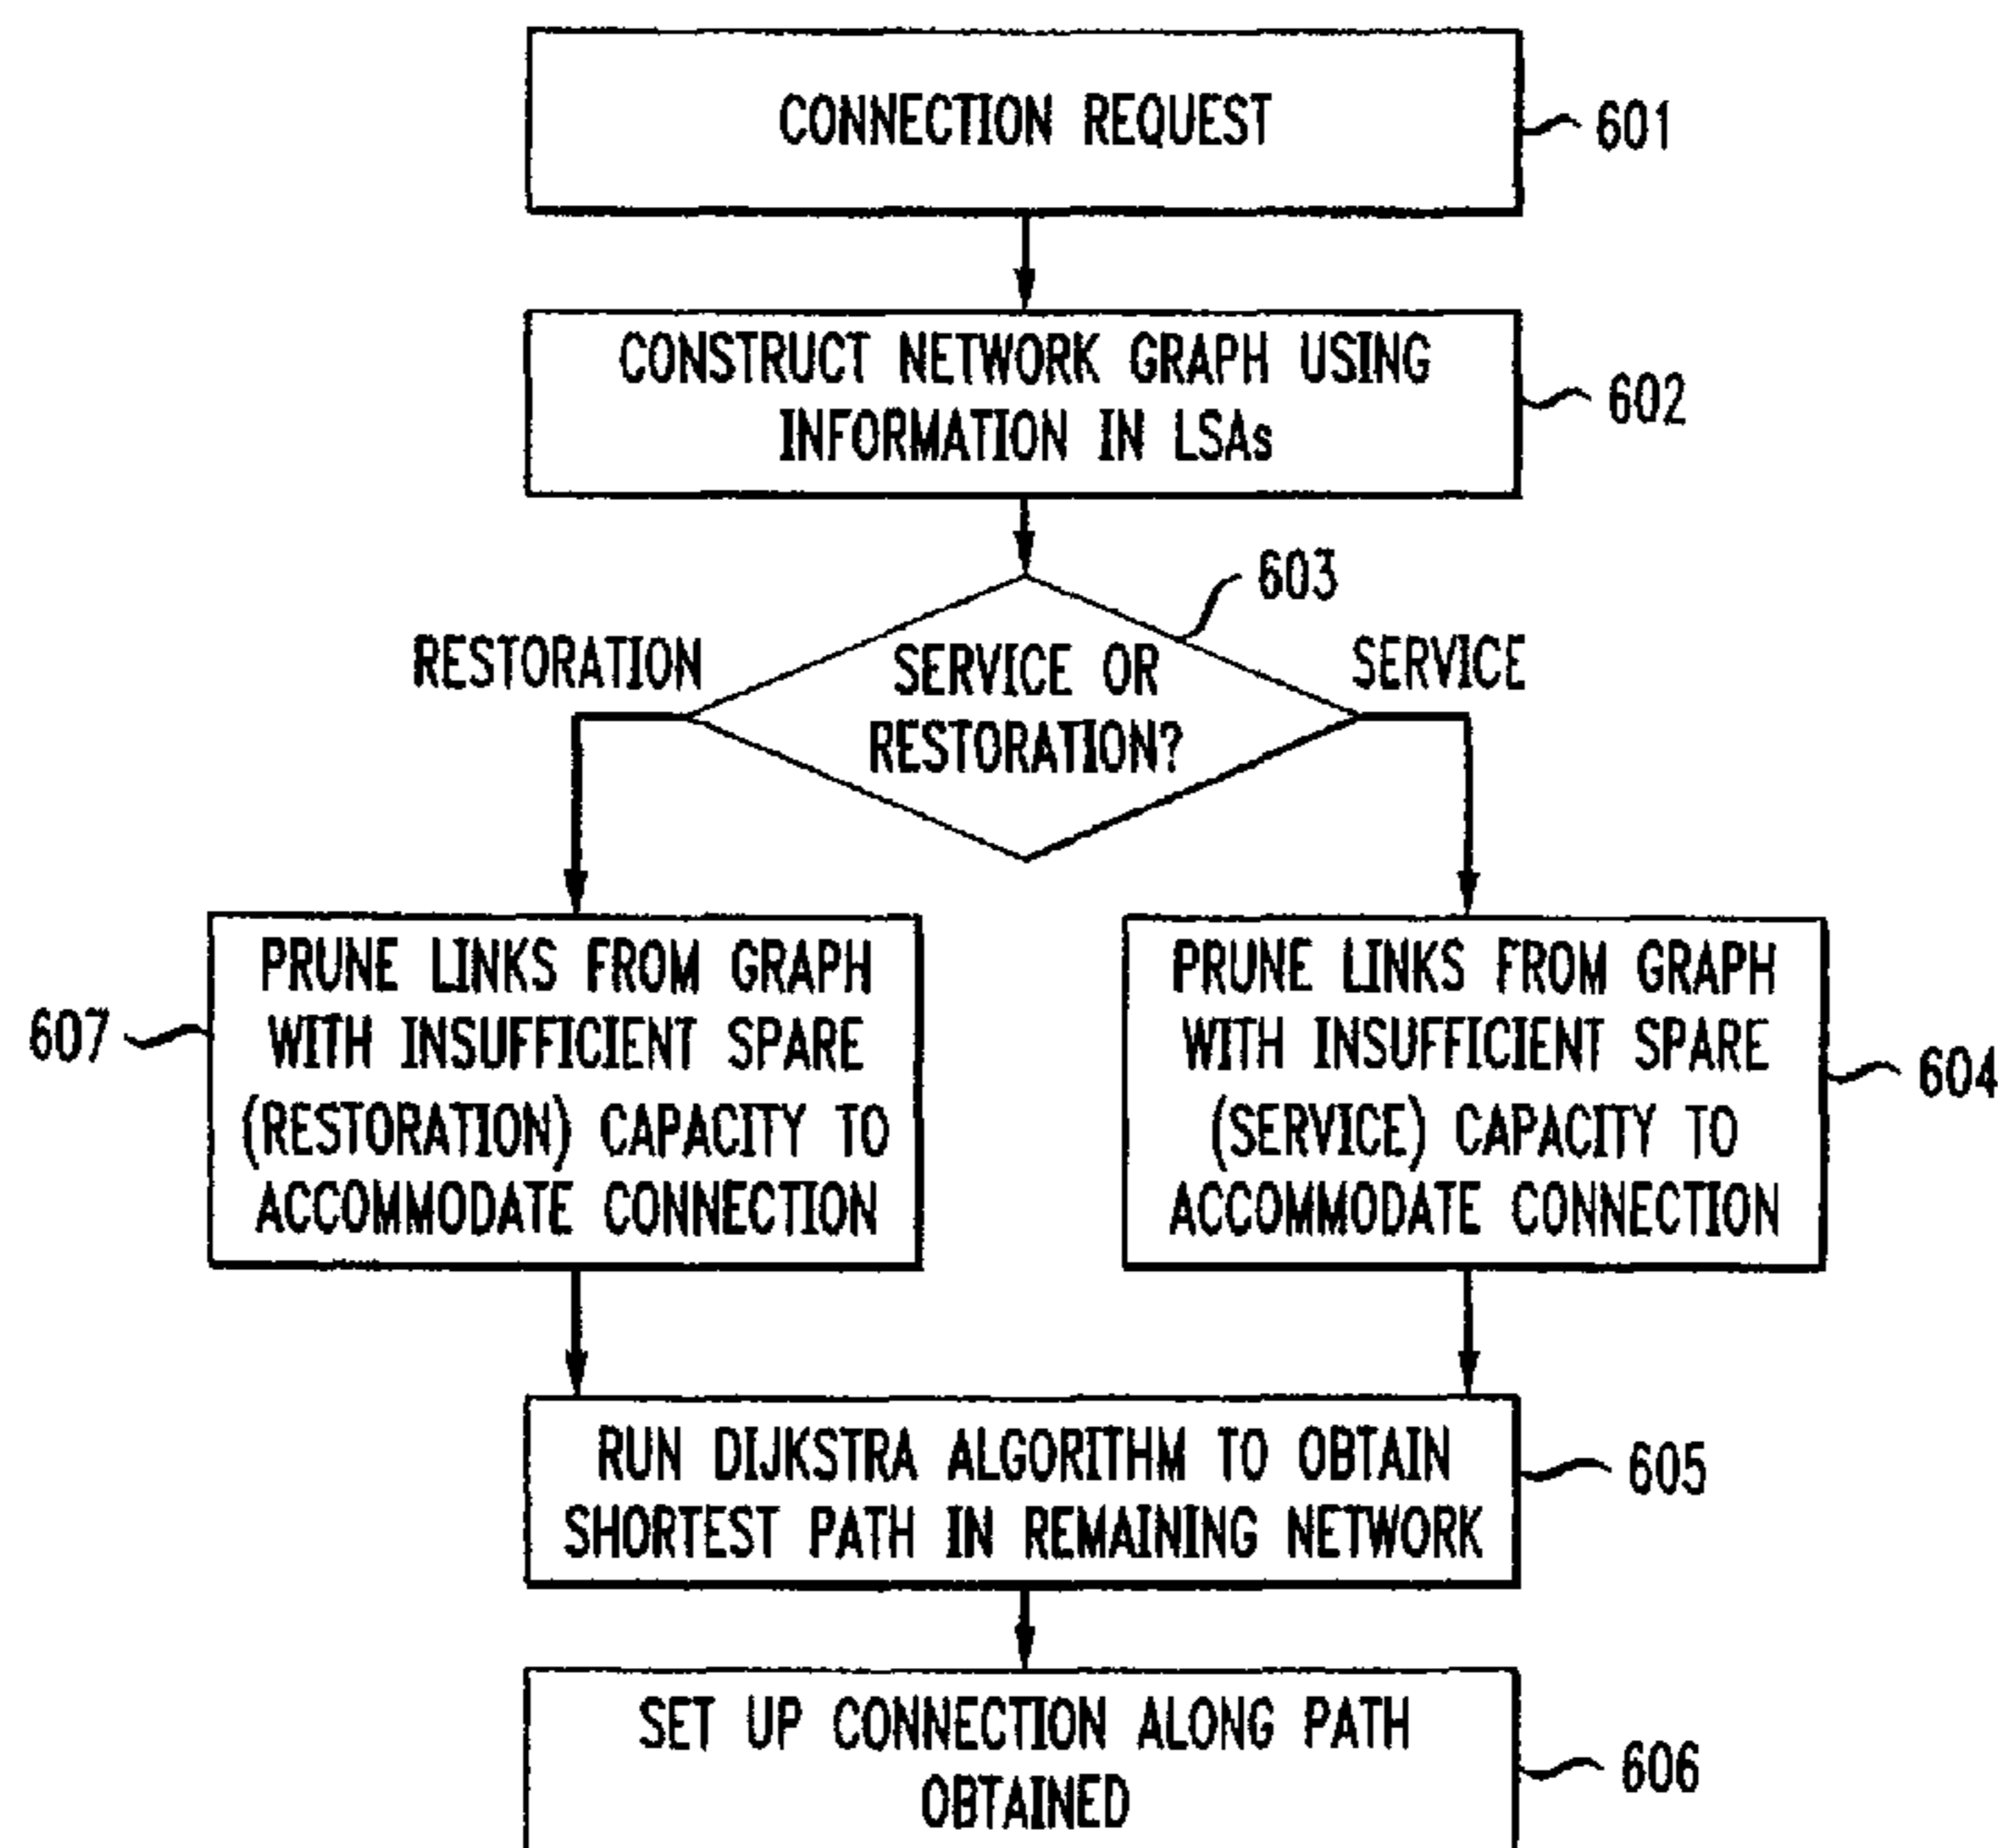 CONNECTION REQUEST
601
CONSTRUCT NETWORK GRAPH USING
INFORMATION IN LSAs
602
603
RESTORATION
SERVICE OR
RESTORATION?
SERVICE
607
PRUNE LINKS FROM GRAPH
WITH INSUFFICIENT SPARE
(RESTORATION) CAPACITY TO
ACCOMMODATE CONNECTION
PRUNE LINKS FROM GRAPH
WITH INSUFFICIENT SPARE
(SERVICE) CAPACITY TO
ACCOMMODATE CONNECTION
604
RUN DIJKSTRA ALGORITHM TO OBTAIN
SHORTEST PATH IN REMAINING NETWORK
605
SET UP CONNECTION ALONG PATH
OBTAINED
606